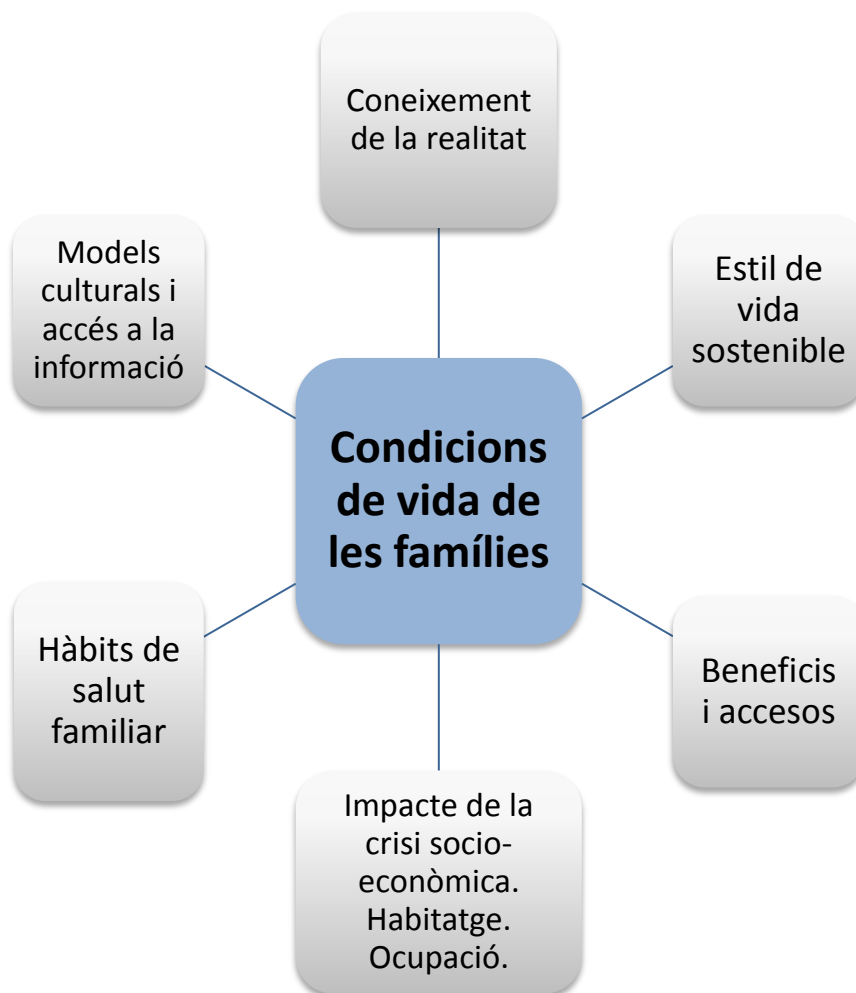 Coneixement
de la realitat
Models
culturals i
accés a la
informació
Estil de
vida
sostenible
Condicions
de vida de
les famílies
Hàbits de
salut
familiar
Beneficis
i accesos
Impacte de la
crisi socio-
econòmica.
Habitatge.
Ocupació.